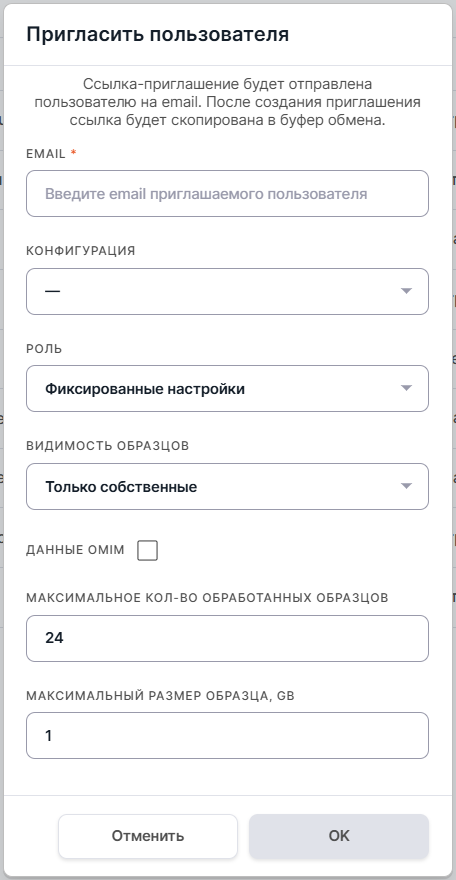 Пригласить пользователя
Ссылка-приглашение будет отправлена
пользователю на email. После создания приглашения
ссылка будет скопирована в буфер обмена.
EMAIL *
Введите email приглашаемого пользователя
КОНФИГУРАЦИЯ
—
РОЛЬ
Фиксированные настройки
ВИДИМОСТЬ ОБРАЗЦОВ
Только собственные
ДАННЫЕ OMIM
МАКСИМАЛЬНОЕ КОЛ-ВО ОБРАБОТАННЫХ ОБРАЗЦОВ
24
МАКСИМАЛЬНЫЙ РАЗМЕР ОБРАЗЦА, GB
1
Отменить
OK